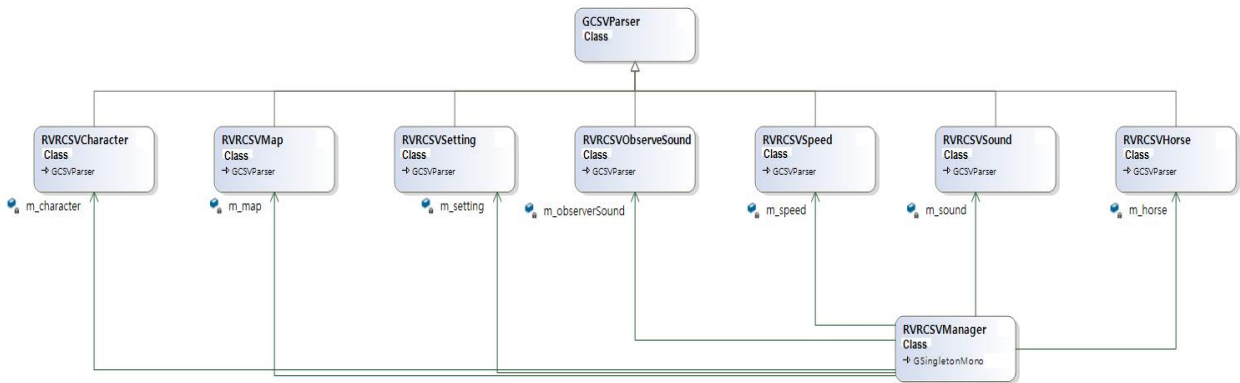 GCSVParser
Class
RVRCSVCharacter
Class
GCSVParser
RVRCSVMap
Class
GCSVParser
RVRCSVSetting
Class
GCSVParser
RVRCSVObserveSound
Class
GCSVParser
RVRCSVSpeed
Class
GCSVParser
RVRCSVSound
Class
GCSVParser
RVRCSVHorse
Class
GCSVParser
m_character
m_map
m_setting
m_observerSound
m_speed
m_sound
m_horse
RVRCSVManager
Class
GSingletonMono